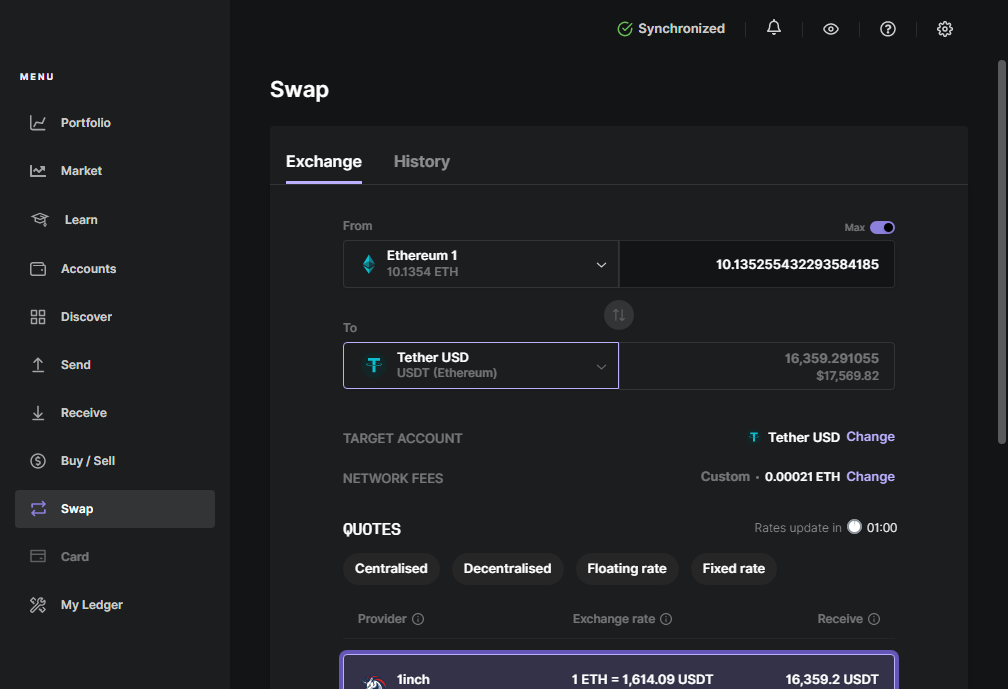 Synchronized
MENU
Portfolio
Market
Learn
Accounts
Discover
Send
Receive
Buy / Sell
Swap
Card
My Ledger
Swap
Exchange History
From Max
Ethereum 1
10.1354 ETH
10.135255432293584185
To
Tether USD
USDT (Ethereum)
16,359.291055
$17,569.82
TARGET ACCOUNT Tether USD Change
NETWORK FEES Custom · 0.00021 ETH Change
QUOTES Rates update in 01:00
Centralised Decentralised Floating rate Fixed rate
Provider Exchange rate Receive
1inch 1 ETH = 1,614.09 USDT 16,359.2 USDT